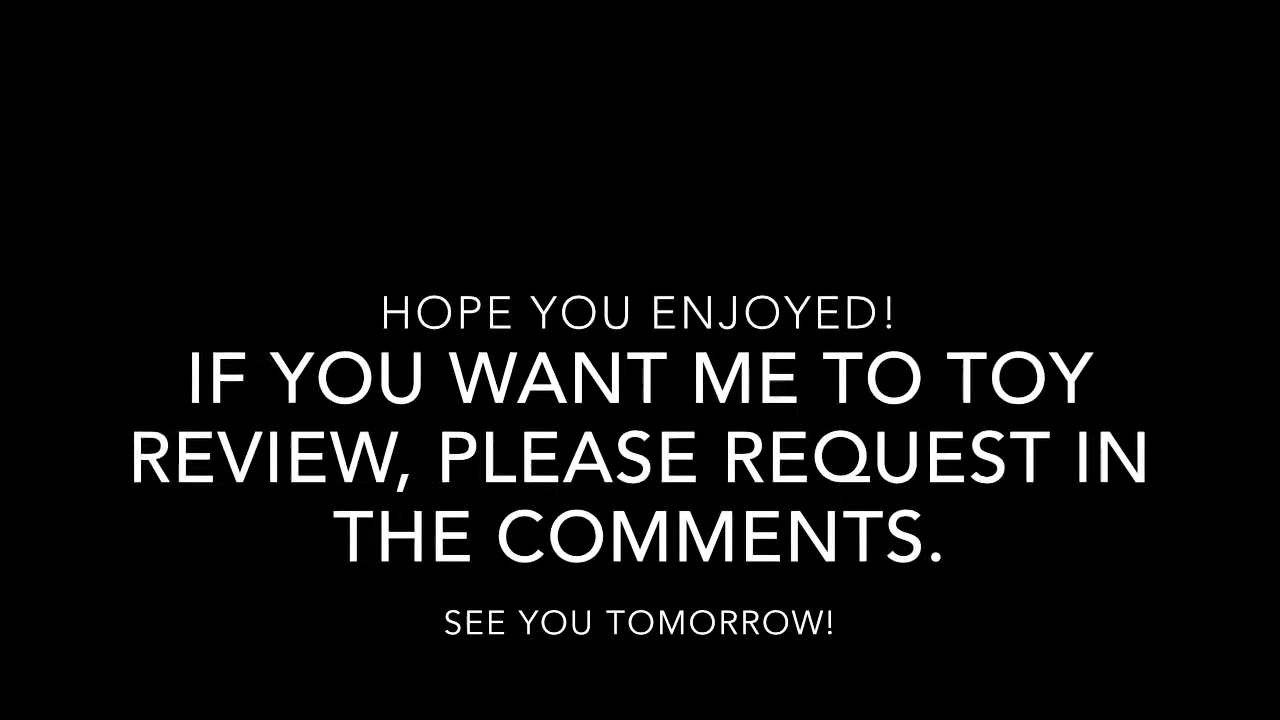 HOPE YOU ENJOYED!
IF YOU WANT ME TO TOY
REVIEW, PLEASE REQUEST IN
THE COMMENTS.
SEE YOU TOMORROW!